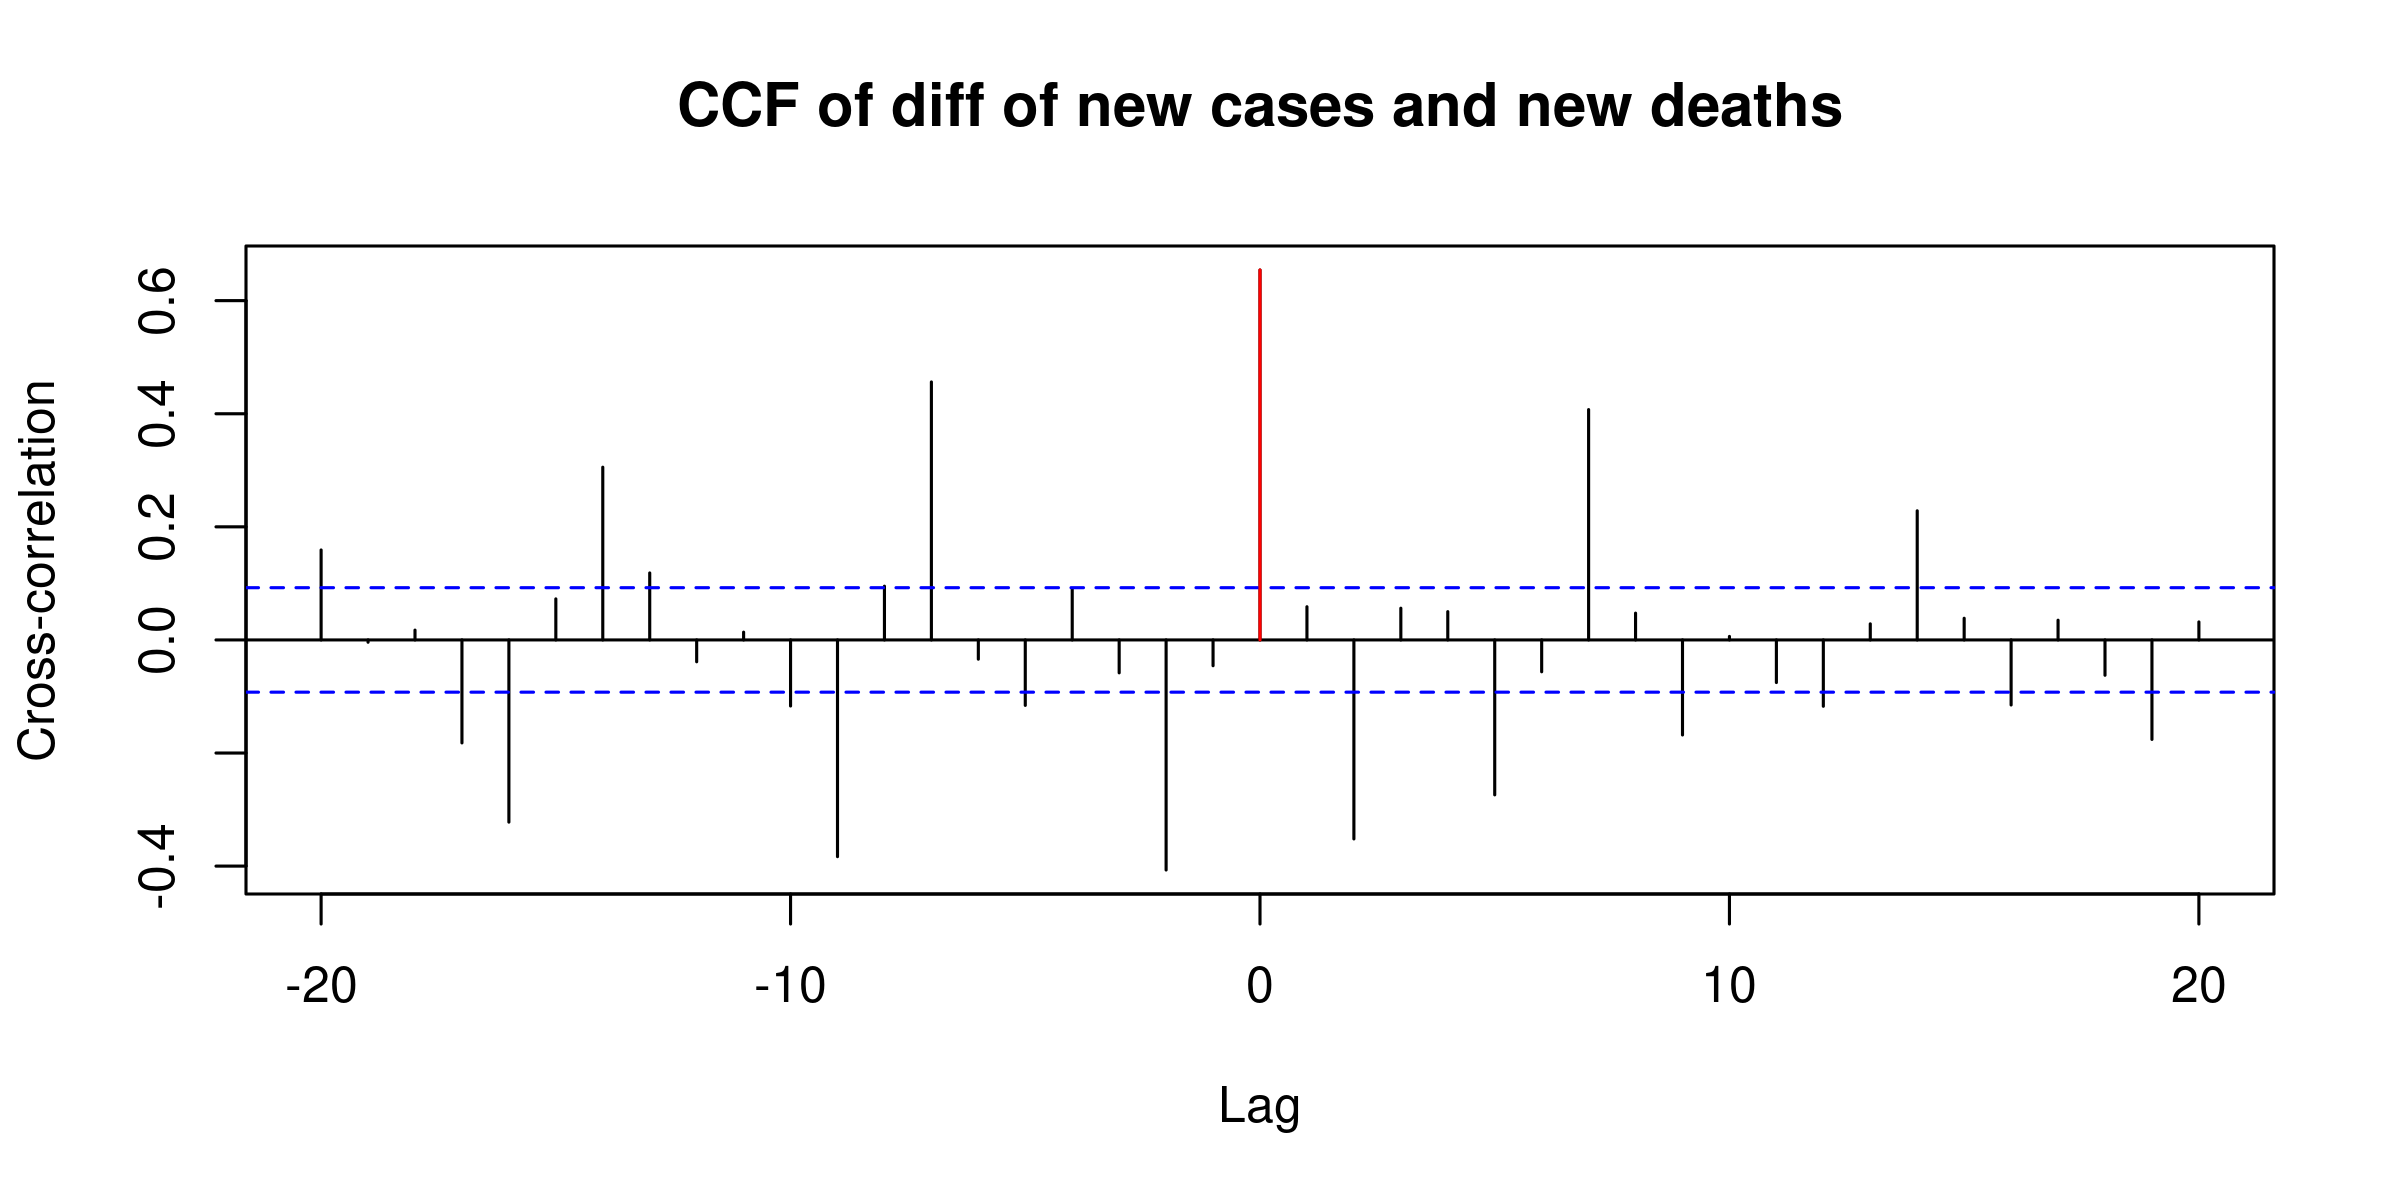 CCF of diff of new cases and new deaths
Cross-correlation
0.6
0.4
0.2
0.0
-0.4
-20 -10 0 10 20
Lag